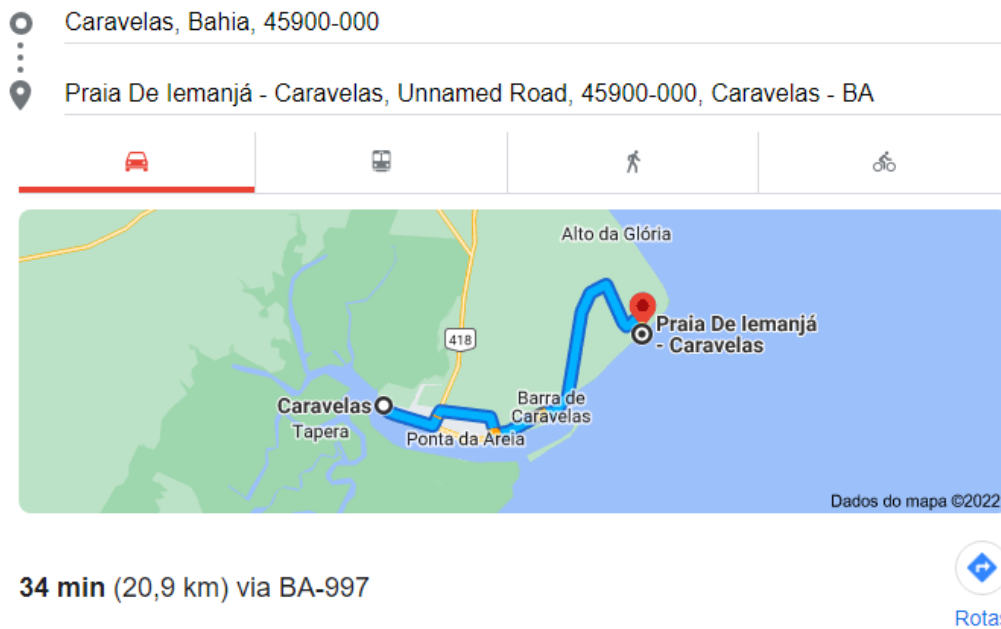 Caravelas, Bahia, 45900-000
Praia De Iemanjá - Caravelas, Unnamed Road, 45900-000, Caravelas - BA
Alto da Glória
Praia De Iemanjá
- Caravelas
418
Caravelas
Tapera
Barra de
Caravelas
Ponta da Areia
Dados do mapa ©2022
34 min (20,9 km) via BA-997
Rotas